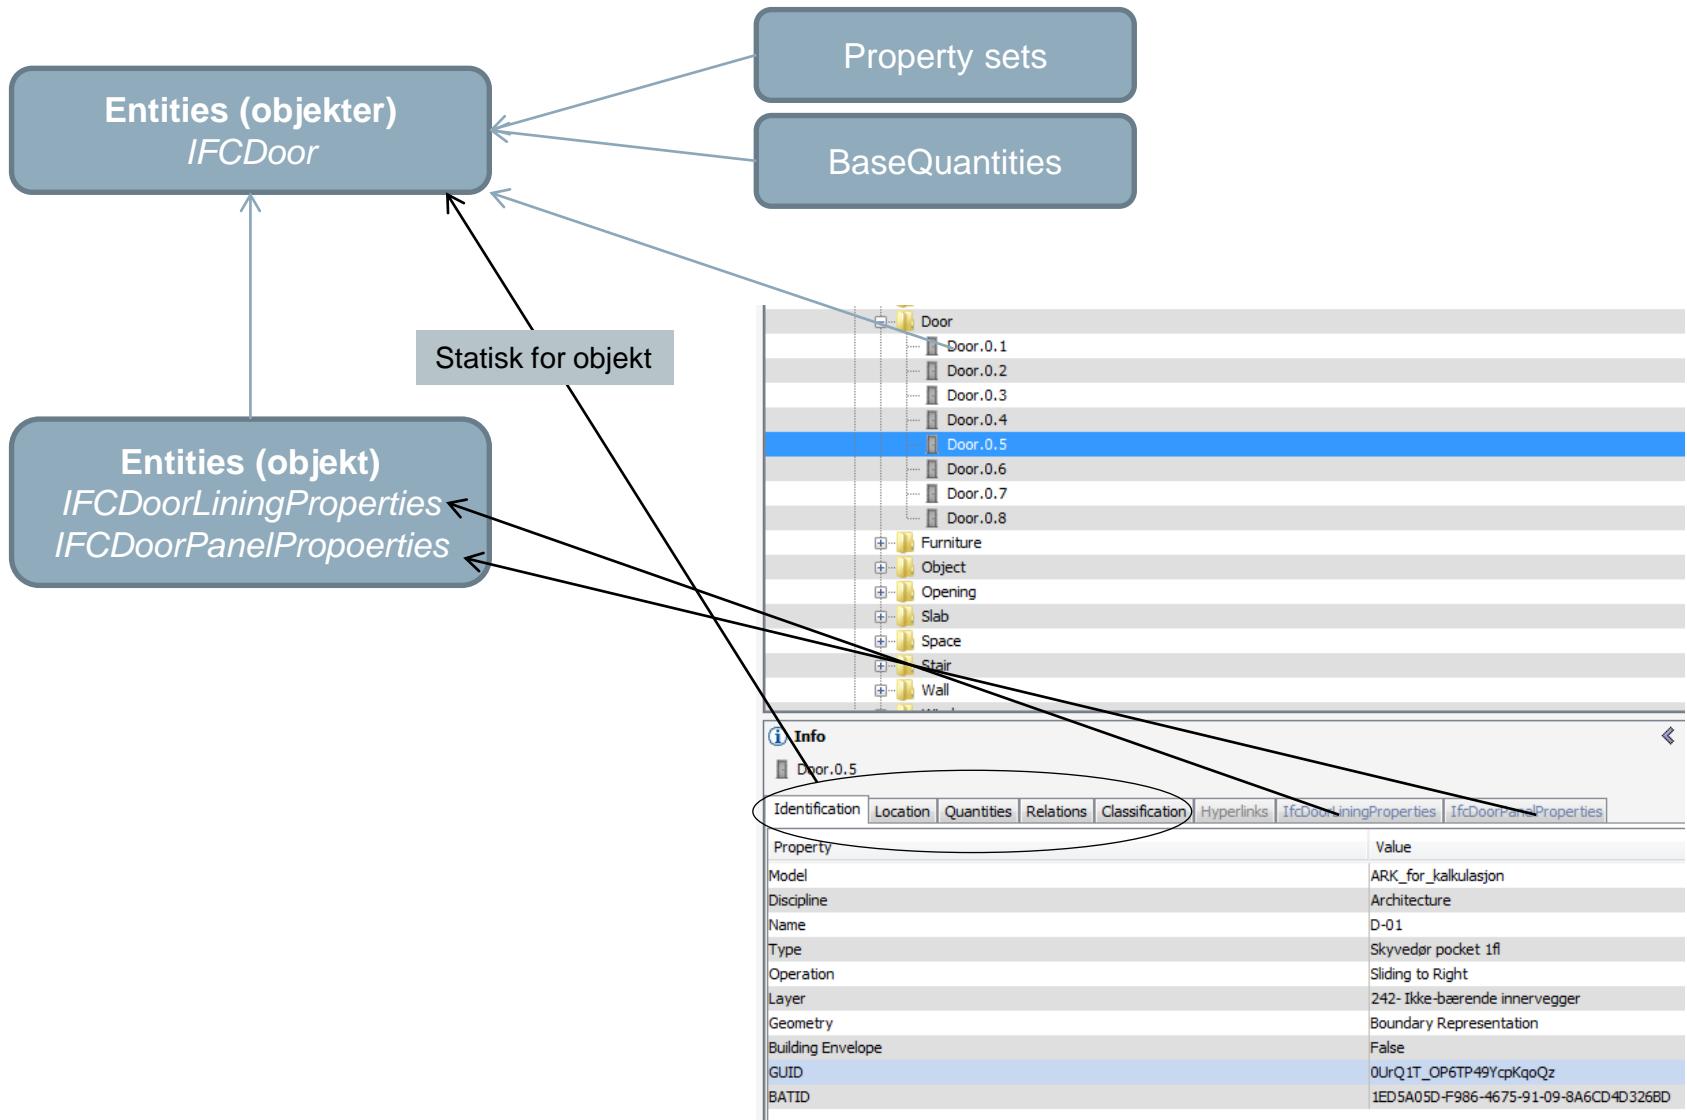 Property sets
Entities (objekter)
IFCDoor
BaseQuantities
Statisk for objekt
Entities (objekt)
IFCDoorLiningProperties
IFCDoorPanelPropoerties
Door
Door.0.1
Door.0.2
Door.0.3
Door.0.4
Door.0.5
Door.0.6
Door.0.7
Door.0.8
Furniture
Object
Opening
Slab
Space
Stair
Wall
Info
Door.0.5
Identification Location Quantities Relations Classification Hyperlinks IfcDoorLiningProperties IfcDoorPanelProperties
Property Value
Model ARK_for_kalkulasjon
Discipline Architecture
Name D-01
Type Skyvedør pocket 1fl
Operation Sliding to Right
Layer 242- Ikke-bærende innervegger
Geometry Boundary Representation
Building Envelope False
GUID 0UrQ1T_OP6TP49YcpKqoQz
BATID 1ED5A05D-F986-4675-91-09-8A6CD4D326BD